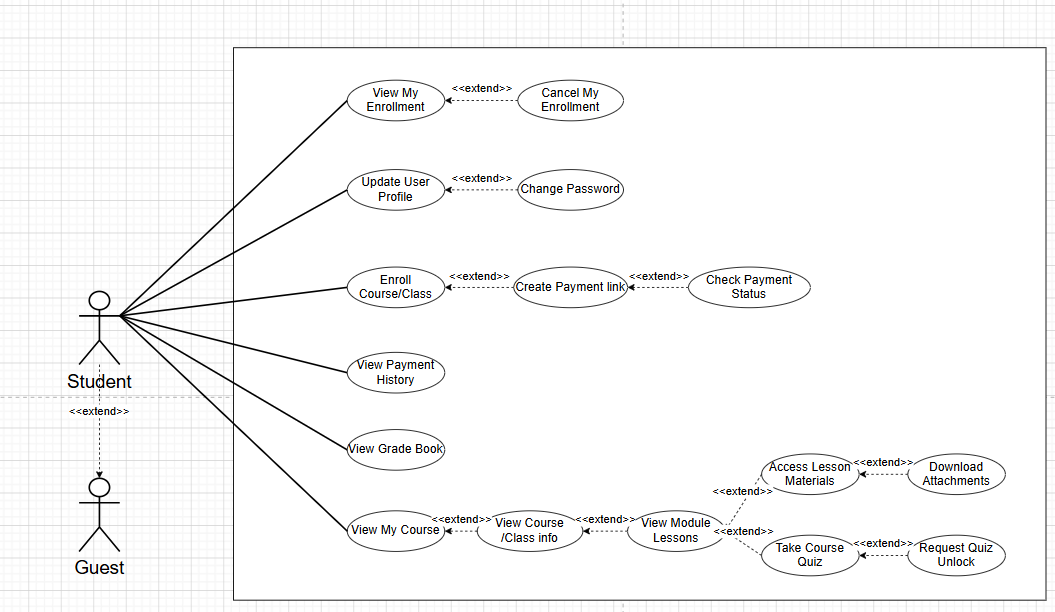 View My
Enrollment
<<extend>>
Cancel My
Enrollment
Update User
Profile
<<extend>>
Change Password
Enroll
Course/Class
<<extend>>
Create Payment link
<<extend>>
Check Payment
Status
View Payment
History
Student
<<extend>>
Guest
View Grade Book
View My Course
<<extend>>
View Course
/Class info
<<extend>>
View Module
Lessons
<<extend>>
Access Lesson
Materials
<<extend>>
Download
Attachments
<<extend>>
Take Course
Quiz
<<extend>>
Request Quiz
Unlock